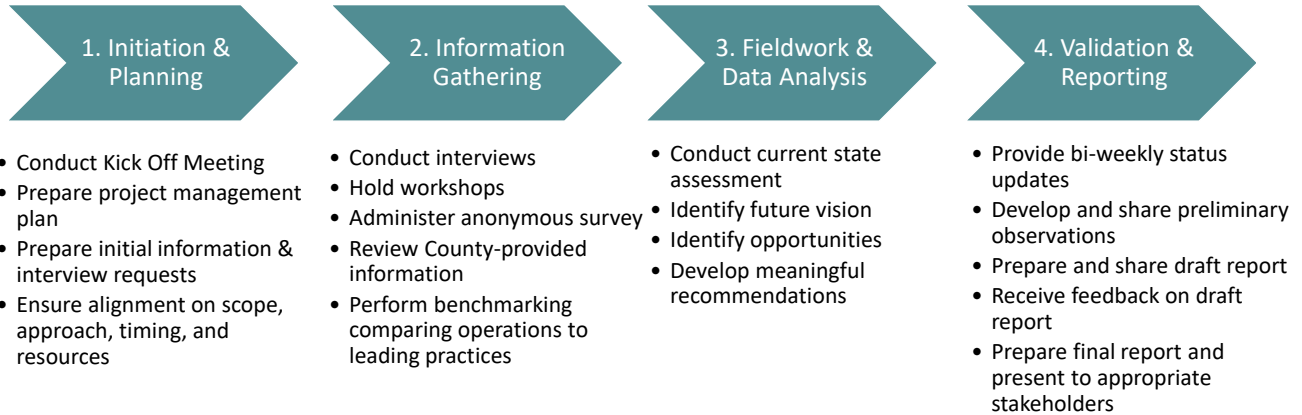 1. Initiation &
Planning
2. Information
Gathering
3. Fieldwork &
Data Analysis
4. Validation &
Reporting
• Conduct Kick Off Meeting
• Prepare project management
plan
• Prepare initial information &
interview requests
• Ensure alignment on scope,
approach, timing, and
resources
• Conduct interviews
• Hold workshops
• Administer anonymous survey
• Review County-provided
information
• Perform benchmarking
comparing operations to
leading practices
• Conduct current state
assessment
• Identify future vision
• Identify opportunities
• Develop meaningful
recommendations
• Provide bi-weekly status
updates
• Develop and share preliminary
observations
• Prepare and share draft report
• Receive feedback on draft
report
• Prepare final report and
present to appropriate
stakeholders